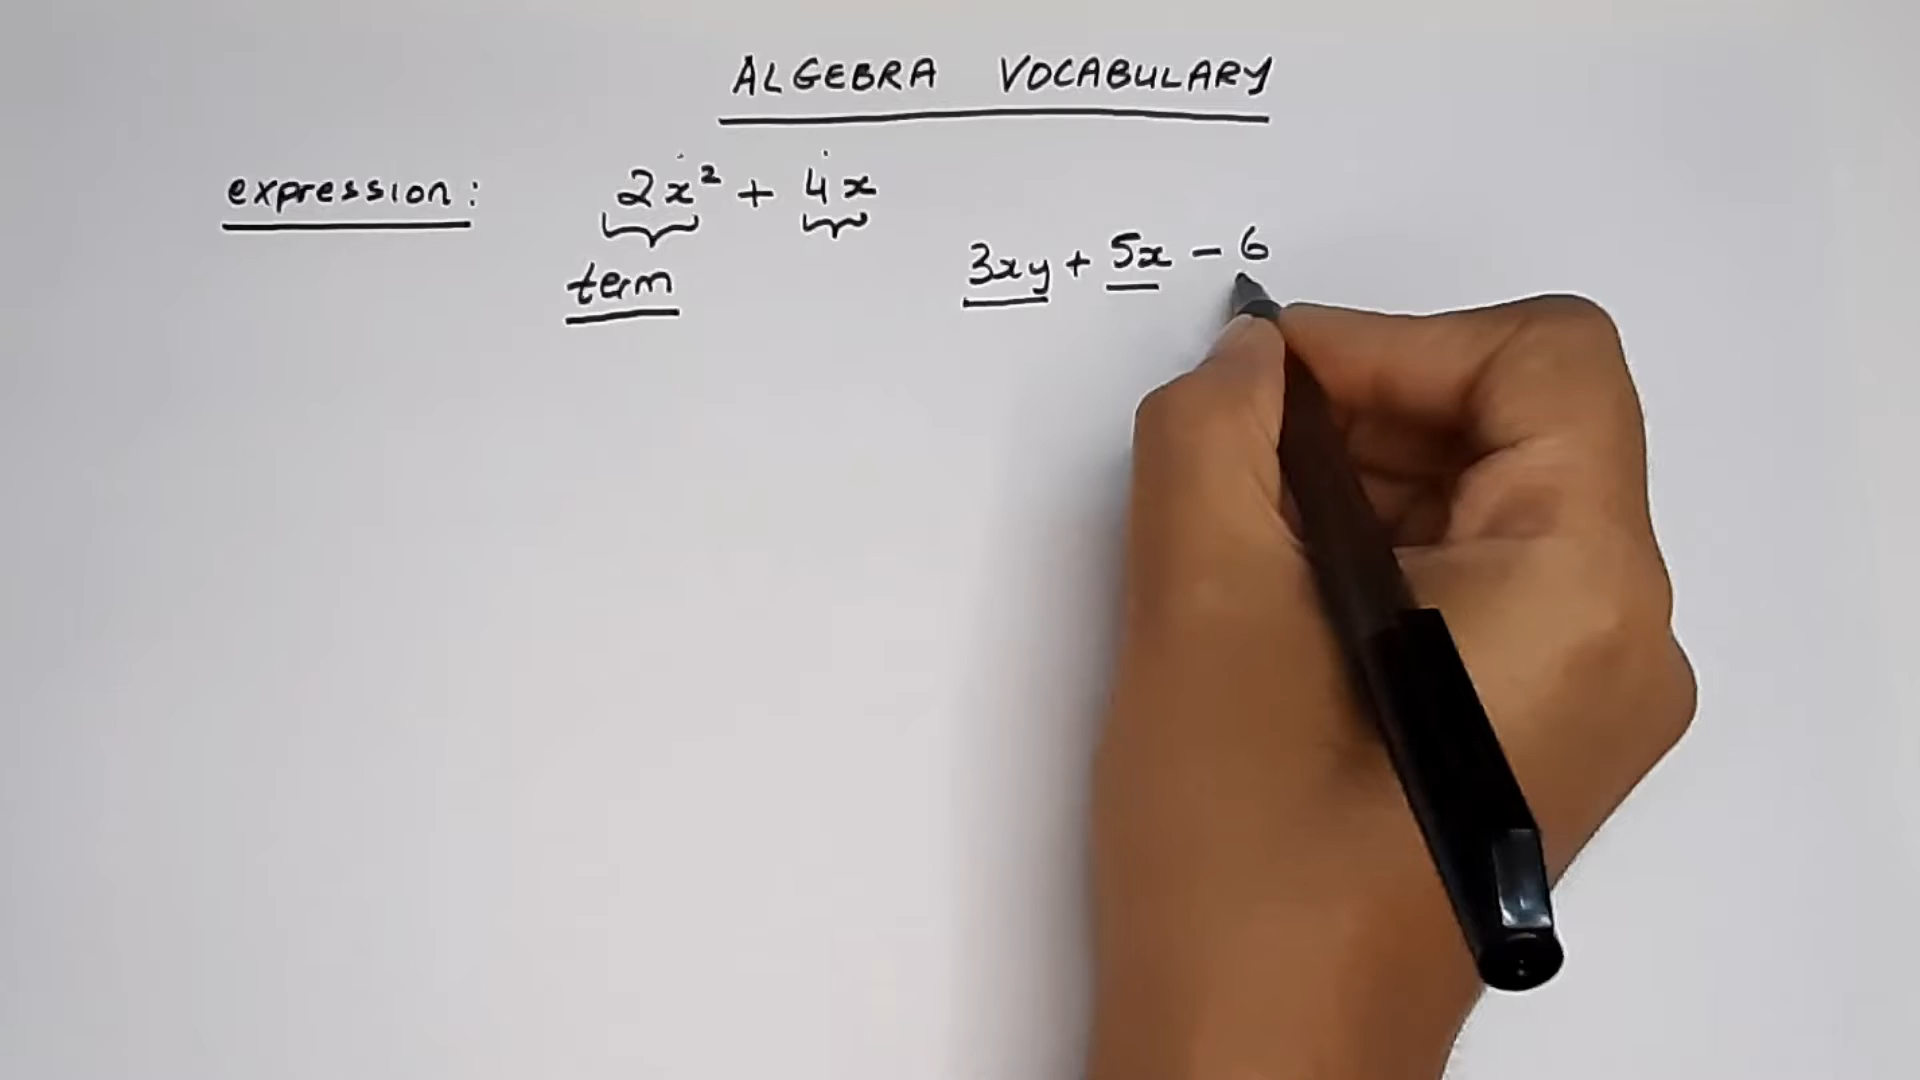 ALGEBRA VOCABULARY
expression: 2x² + 4x
3xy + 5x - 6
term